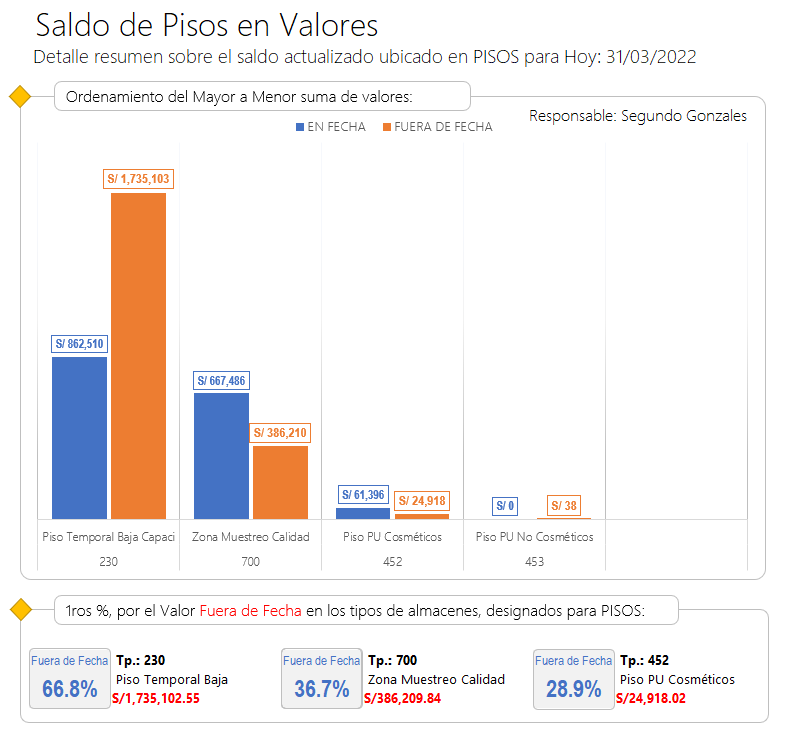 Saldo de Pisos en Valores
Detalle resumen sobre el saldo actualizado ubicado en PISOS para Hoy: 31/03/2022
Ordenamiento del Mayor a Menor suma de valores:
Responsable: Segundo Gonzales
EN FECHA FUERA DE FECHA
S/ 1,735,103
S/ 862,510
S/ 667,486
S/ 386,210
S/ 61,396
S/ 24,918
S/ 0
S/ 38
Piso Temporal Baja Capaci Zona Muestreo Calidad Piso PU Cosméticos Piso PU No Cosméticos
230 700 452 453
1ros %, por el Valor Fuera de Fecha en los tipos de almacenes, designados para PISOS:
Fuera de Fecha
66.8%
Tp.: 230
Piso Temporal Baja
S/1,735,102.55
Fuera de Fecha
36.7%
Tp.: 700
Zona Muestreo Calidad
S/386,209.84
Fuera de Fecha
28.9%
Tp.: 452
Piso PU Cosméticos
S/24,918.02